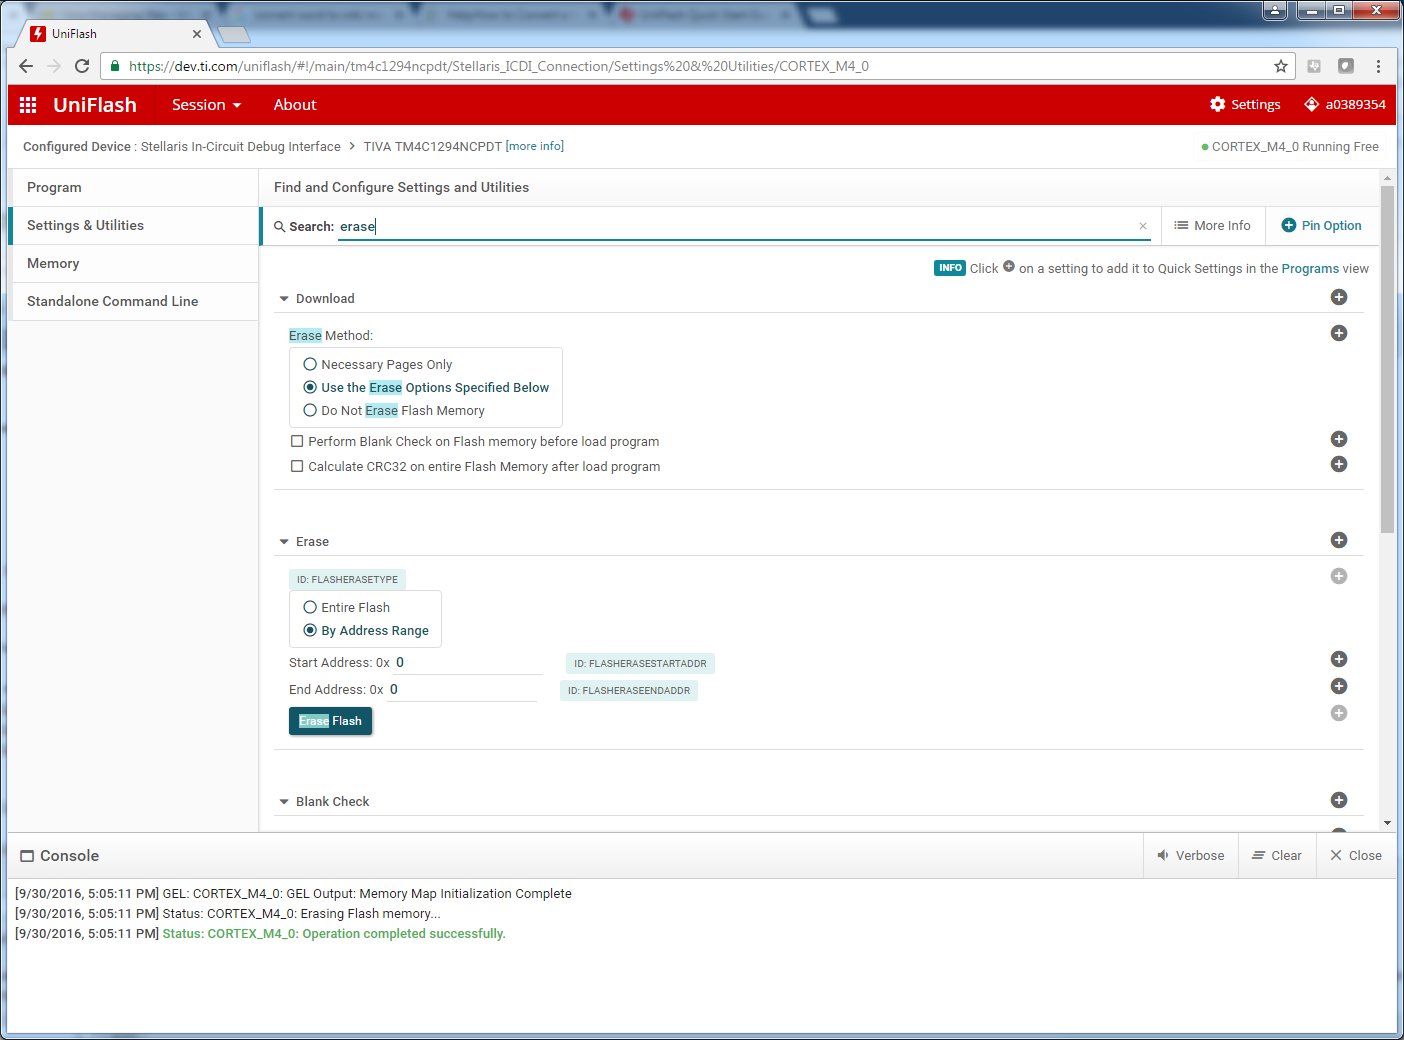 UniFlash
https://dev.ti.com/uniflash/#!/main/tm4c1294ncpdt/Stellaris_ICDI_Connection/Settings%20&%20Utilities/CORTEX_M4_0
UniFlash Session About Settings a0389354
Configured Device : Stellaris In-Circuit Debug Interface > TIVA TM4C1294NCPDT [more info] CORTEX_M4_0 Running Free
Program
Settings & Utilities
Memory
Standalone Command Line
Find and Configure Settings and Utilities
Search: erase × More Info Pin Option
INFO Click + on a setting to add it to Quick Settings in the Programs view
Download
Erase Method:
Necessary Pages Only
Use the Erase Options Specified Below
Do Not Erase Flash Memory
Perform Blank Check on Flash memory before load program
Calculate CRC32 on entire Flash Memory after load program
Erase
ID: FLASHERASETYPE
Entire Flash
By Address Range
Start Address: 0x 0 ID: FLASHERASESTARTADDR
End Address: 0x 0 ID: FLASHERASEENDADDR
Erase Flash
Blank Check
Console Verbose Clear Close
[9/30/2016, 5:05:11 PM] GEL: CORTEX_M4_0: GEL Output: Memory Map Initialization Complete
[9/30/2016, 5:05:11 PM] Status: CORTEX_M4_0: Erasing Flash memory...
[9/30/2016, 5:05:11 PM] Status: CORTEX_M4_0: Operation completed successfully.